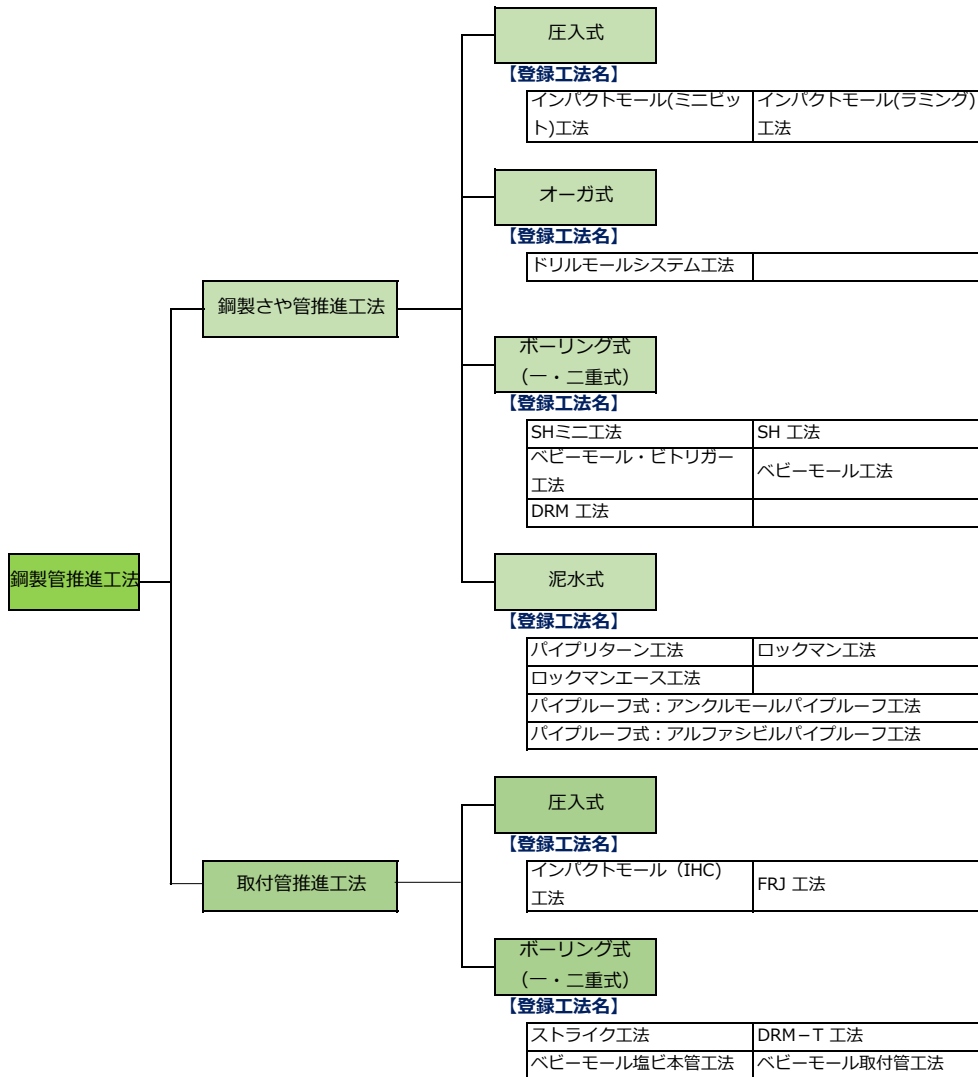 圧入式
【登録工法名】
インパクトモール(ミニビッ
ト)工法
インパクトモール(ラミング)
工法
オーガ式
【登録工法名】
ドリルモールシステム工法
鋼製さや管推進工法
ボーリング式
(一・二重式)
【登録工法名】
SHミニ工法
SH 工法
ベビーモール・ビトリガー
工法
ベビーモール工法
DRM 工法
鋼製管推進工法
泥水式
【登録工法名】
パイプリターン工法
ロックマン工法
ロックマンエース工法
パイプルーフ式:アンクルモールパイプルーフ工法
パイプルーフ式:アルファシビルパイプルーフ工法
取付管推進工法
圧入式
【登録工法名】
インパクトモール(IHC)
工法
FRJ 工法
ボーリング式
(一・二重式)
【登録工法名】
ストライク工法
DRM−T 工法
ベビーモール塩ビ本管工法
ベビーモール取付管工法